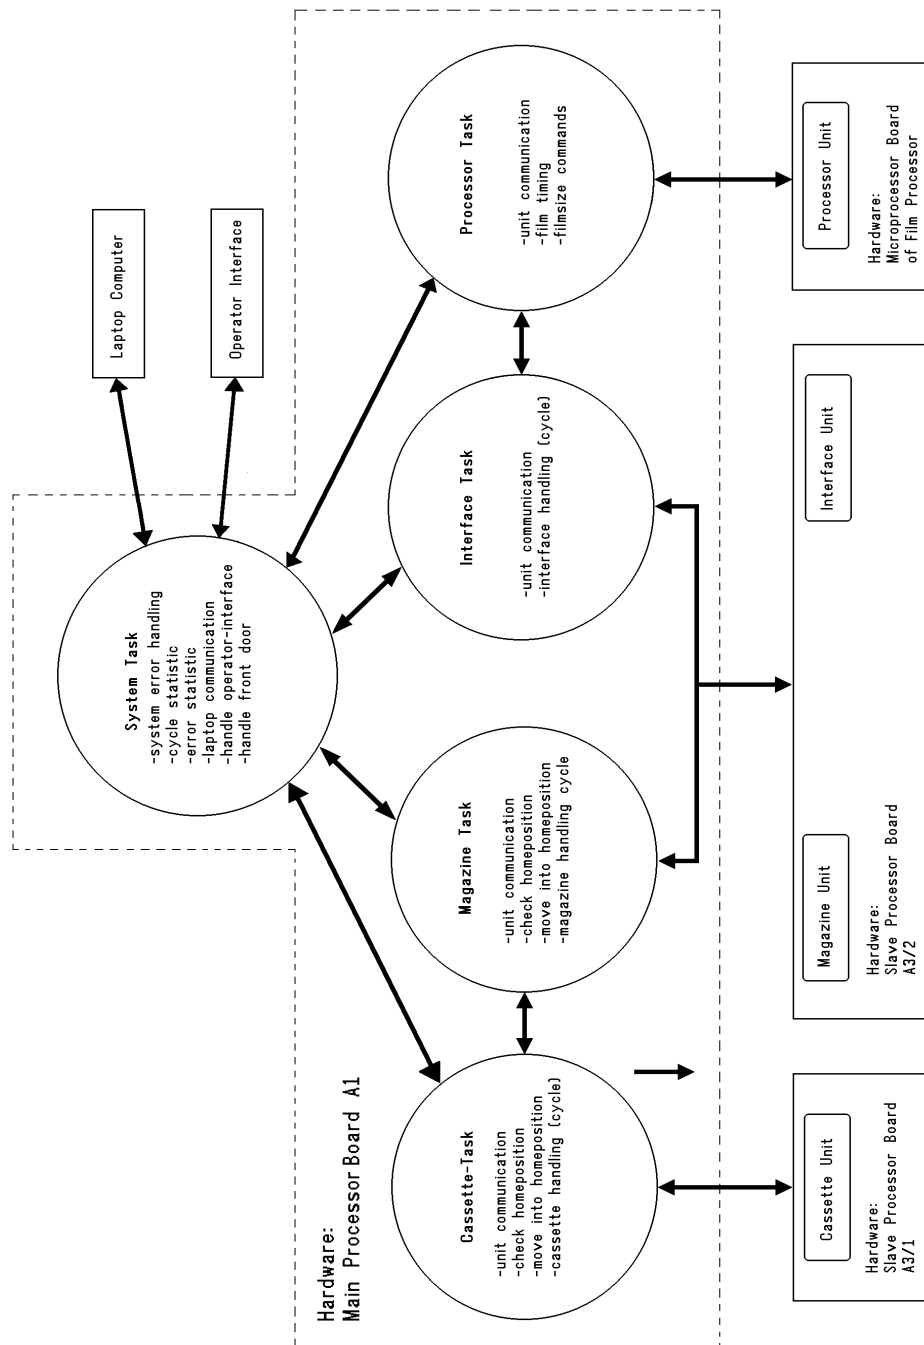 Laptop Computer
Operator Interface
System Task
-system error handling
-cycle statistic
-error statistic
-laptop communication
-handle operator-interface
-handle front door
Hardware:
Main Processor Board A1
Cassette-Task
-unit communication
-check homeposition
-move into homeposition
-cassette handling (cycle)
Magazine Task
-unit communication
-check homeposition
-move into homeposition
-magazine handling cycle
Interface Task
-unit communication
-interface handling (cycle)
Processor Task
-unit communication
-film timing
-filmsize commands
Cassette Unit
Hardware:
Slave Processor Board
A3/1
Magazine Unit
Interface Unit
Hardware:
Slave Processor Board
A3/2
Processor Unit
Hardware:
Microprocessor Board
of Film Processor